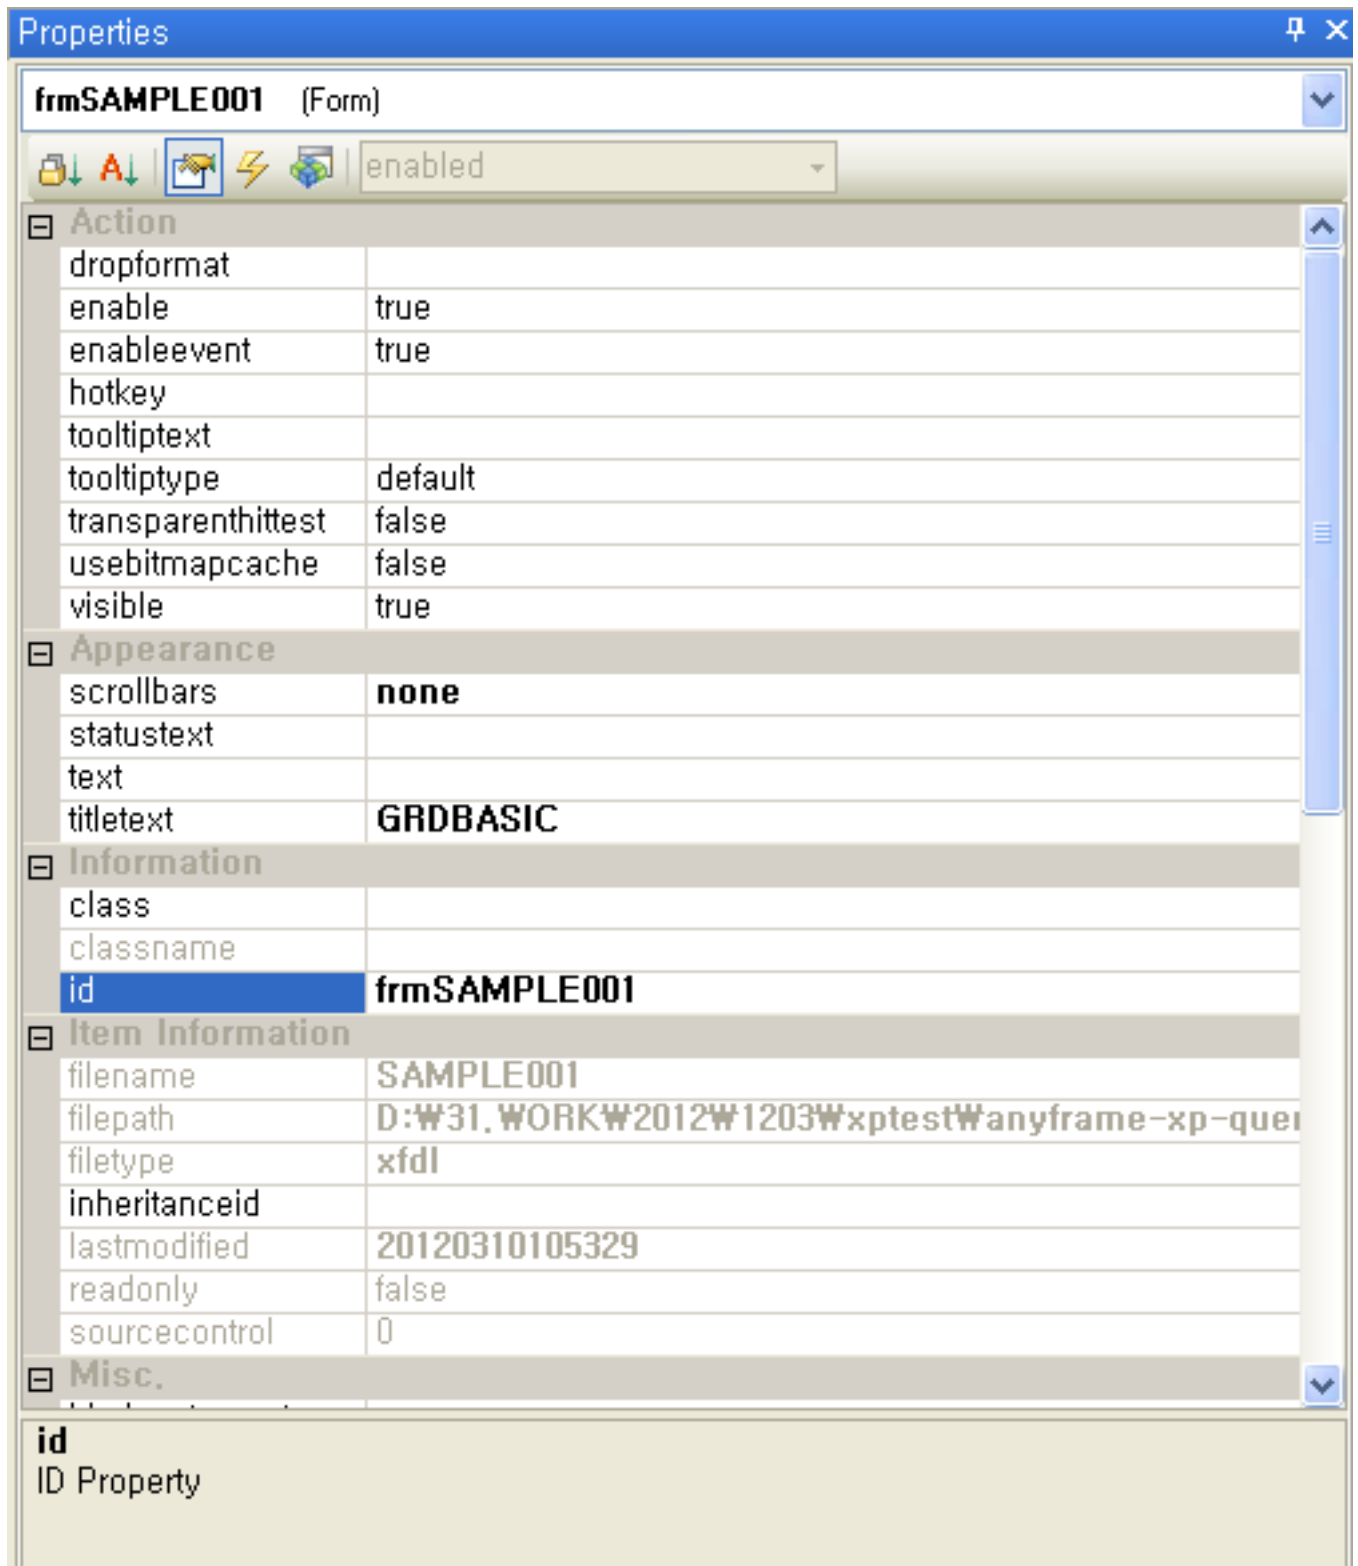 Properties
frmSAMPLE001 (Form)
enabled
Action
dropformat
enable true
enableevent true
hotkey
tooltiptext
tooltiptype default
transparenthittest false
usebitmapcache false
visible true
Appearance
scrollbars none
statustext
text
titletext GRDBASIC
Information
class
classname
id frmSAMPLE001
Item Information
filename SAMPLE001
filepath D:₩31.WORK₩2012₩1203₩xptest₩anyframe-xp-quer
filetype xfdl
inheritanceid
lastmodified 20120310105329
readonly false
sourcecontrol 0
Misc.
id
ID Property